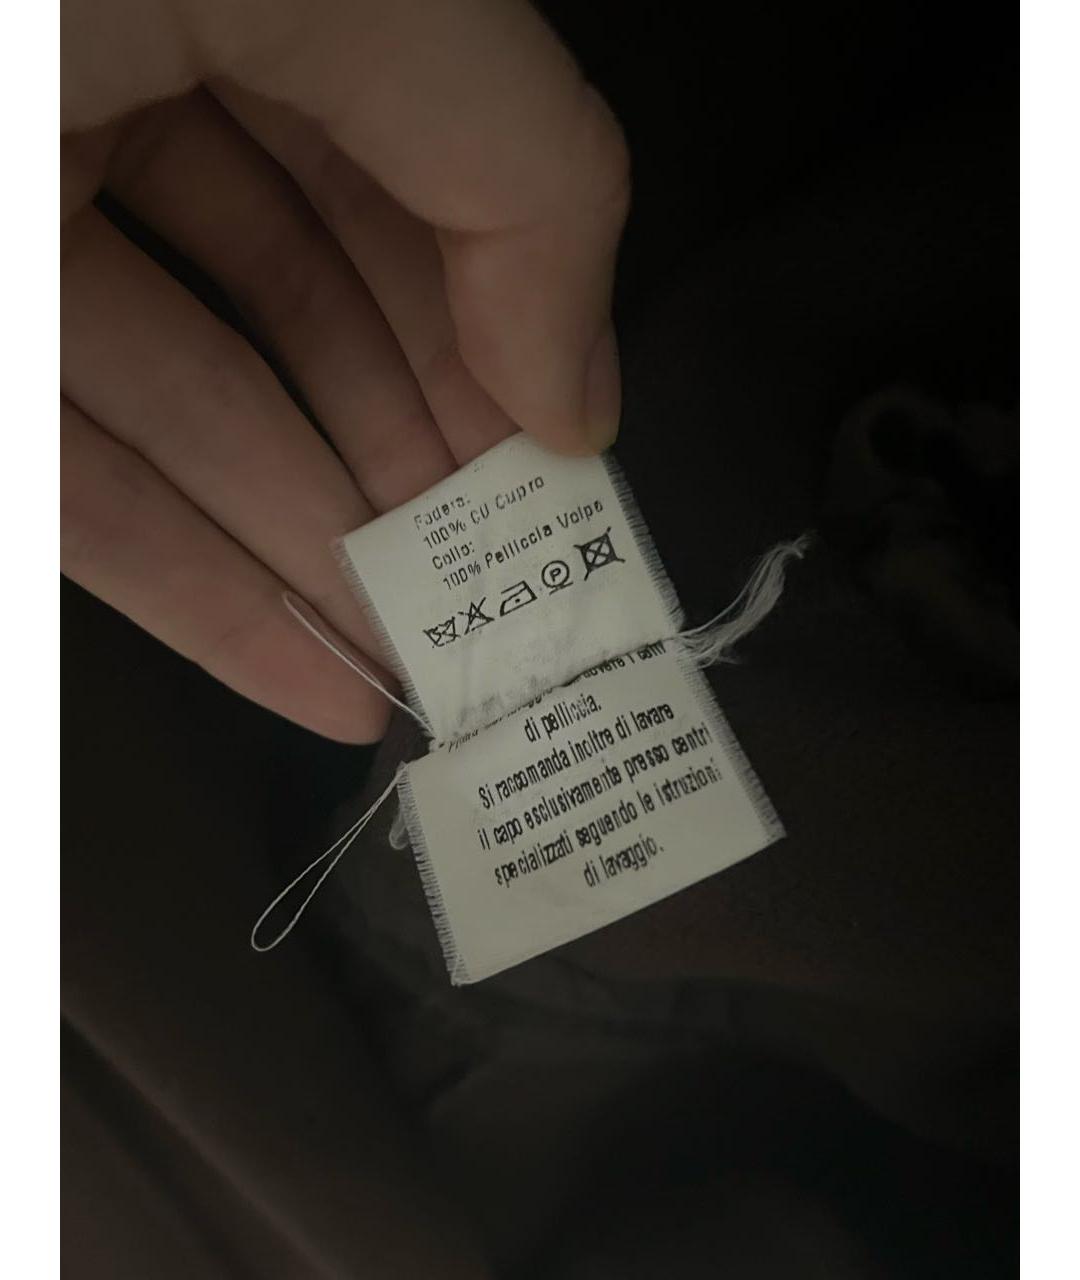 Fodera:
100% CU Cupro
Collo:
100% Pelliccia Volpe
P
Prima
di pelliccia.
Si raccomanda inoltre di lavare
il capo esclusivamente presso centri
specializzati seguendo le istruzioni
di lavaggio.